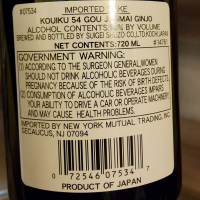 #07534 IMPORTED SAKE
KOUIKU 54 GOU JUNMAI GINJO
ALCOHOL CONTENTS: % BY VOLUME
BREWED AND BOTTLED BY SUIGEI SHUZO CO.,LTD. KOCHI, JAPAN
NET CONTENTS: 720 ML
GOVERNMENT WARNING:
(1) ACCORDING TO THE SURGEON GENERAL, WOMEN
SHOULD NOT DRINK ALCOHOLIC BEVERAGES DURING
PREGNANCY BECAUSE OF THE RISK OF BIRTH DEFECTS.
(2) CONSUMPTION OF ALCOHOLIC BEVERAGES IMPAIRS
YOUR ABILITY TO DRIVE A CAR OR OPERATE MACHINERY
AND MAY CAUSE HEALTH PROBLEMS.
IMPORTED BY NEW YORK MUTUAL TRADING INC.
SECAUCUS, NJ 07094
0 72546 07534 7
PRODUCT OF JAPAN